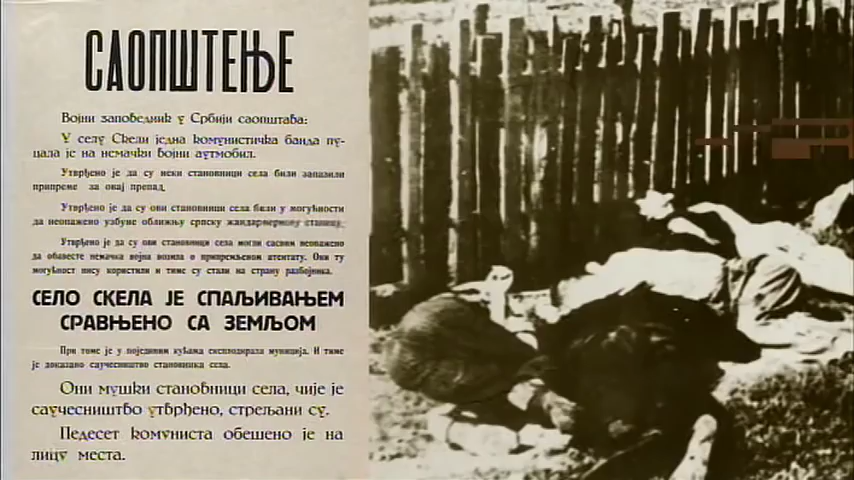 САОПШТЕЊЕ
Војни заповедник у Србији саопштава:
У селу Скели једна комунистичка банда пу-
цала је на немачки војни аутмобил.
Утврђено је да су неки становници села били запазили
припреме за овај препад.
Утврђено је да су ови становници села били у могућности
да неопажено узбуне оближњу српску жандармериску станицу.
Утврђено је да су ови становници села могли сасвим неопажено
да обавесте немачка војна возила о припремљеном атентату. Они ту
могућност нису користили и тиме су стали на страну разбојника.
СЕЛО СКЕЛА ЈЕ СПАЉИВАЊЕМ
СРАВЊЕНО СА ЗЕМЉОМ
При томе је у појединим кућама експлодирала муниција. И тиме
је доказано саучесништво становника села.
Они мушки становници села, чије је
саучесништво утврђено, стрељани су.
Педесет комуниста обешено је на
лицу места.